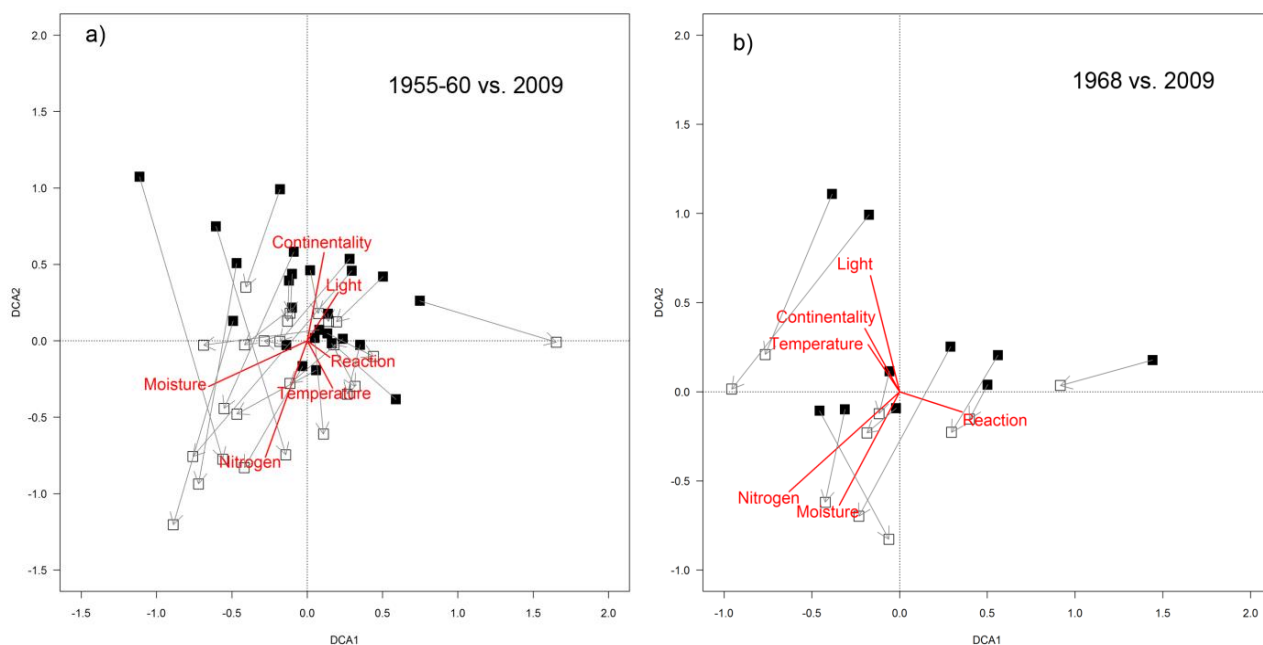 a)
1955-60 vs. 2009
2.0
1.5
1.0
0.5
0.0
-0.5
-1.0
-1.5
DCA2
Continentality
Light
Reaction
Moisture
Temperature
Nitrogen
-1.5 -1.0 -0.5 0.0 0.5 1.0 1.5 2.0
DCA1
b)
1968 vs. 2009
2.0
1.5
1.0
0.5
0.0
-0.5
-1.0
DCA2
Light
Continentality
Temperature
Reaction
Nitrogen
Moisture
-1.0 -0.5 0.0 0.5 1.0 1.5 2.0
DCA1